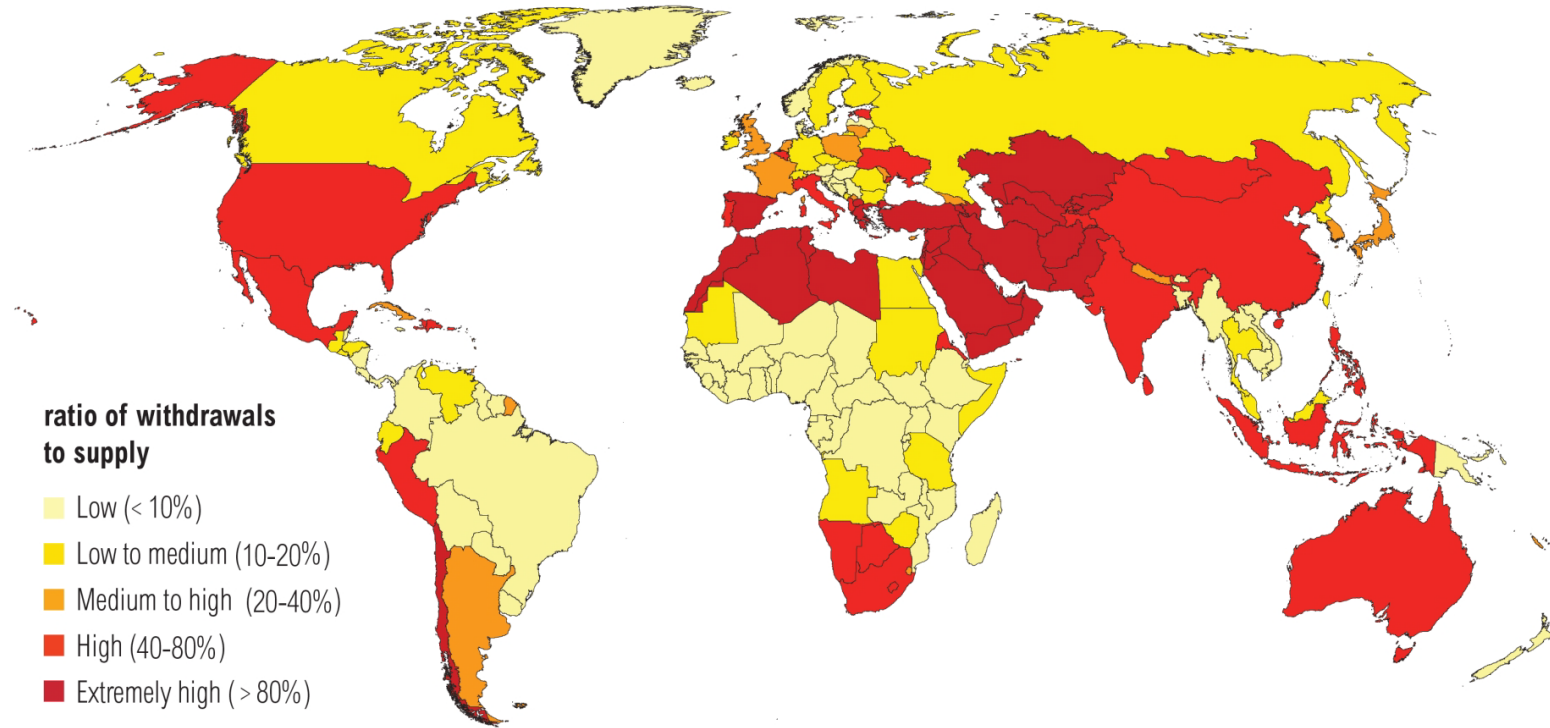 ratio of withdrawals
to supply
Low (< 10%)
Low to medium (10-20%)
Medium to high (20-40%)
High (40-80%)
Extremely high ( > 80%)